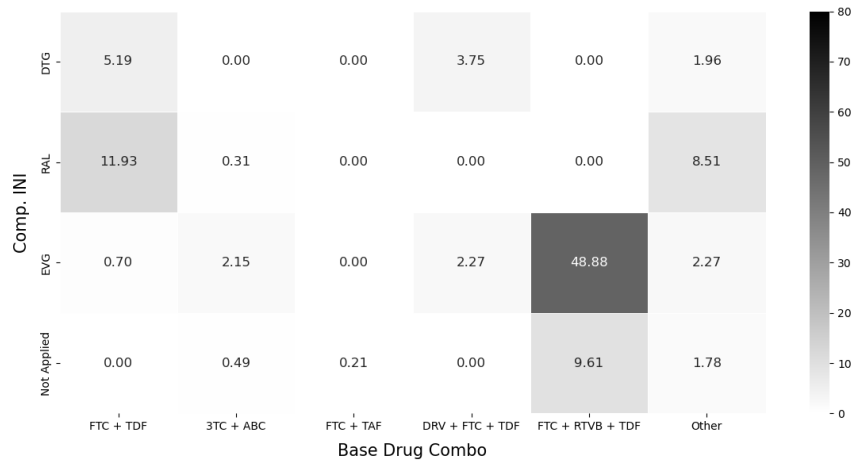 80
DTG 5.19 0.00 0.00 3.75 0.00 1.96
70
60
RAL 11.93 0.31 0.00 0.00 0.00 8.51
50
Comp. INI
40
EVG 0.70 2.15 0.00 2.27 48.88 2.27
30
20
Not Applied 0.00 0.49 0.21 0.00 9.61 1.78
10
0
FTC + TDF 3TC + ABC FTC + TAF DRV + FTC + TDF FTC + RTVB + TDF Other
Base Drug Combo